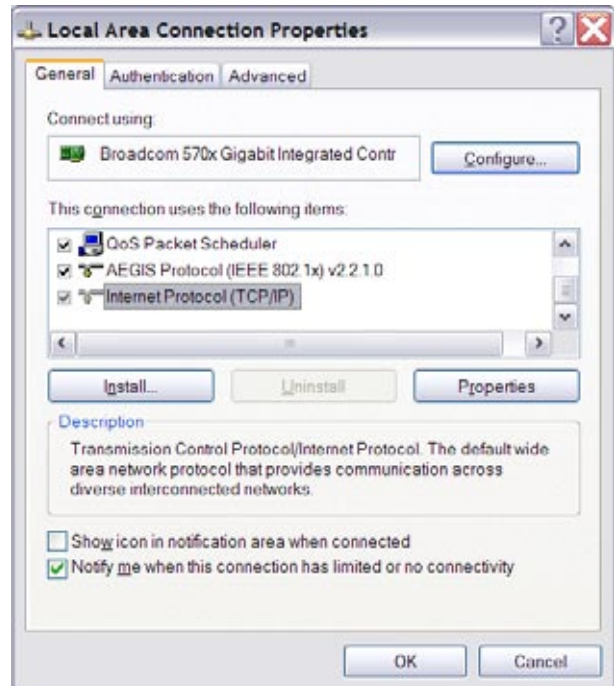 Local Area Connection Properties
General Authentication Advanced
Connect using:
Broadcom 570x Gigabit Integrated Contr
Configure...
This connection uses the following items:
QoS Packet Scheduler
AEGIS Protocol (IEEE 802.1x) v2.2.1.0
Internet Protocol (TCP/IP)
Install...
Uninstall
Properties
Description
Transmission Control Protocol/Internet Protocol. The default wide
area network protocol that provides communication across
diverse interconnected networks.
Show icon in notification area when connected
Notify me when this connection has limited or no connectivity
OK
Cancel